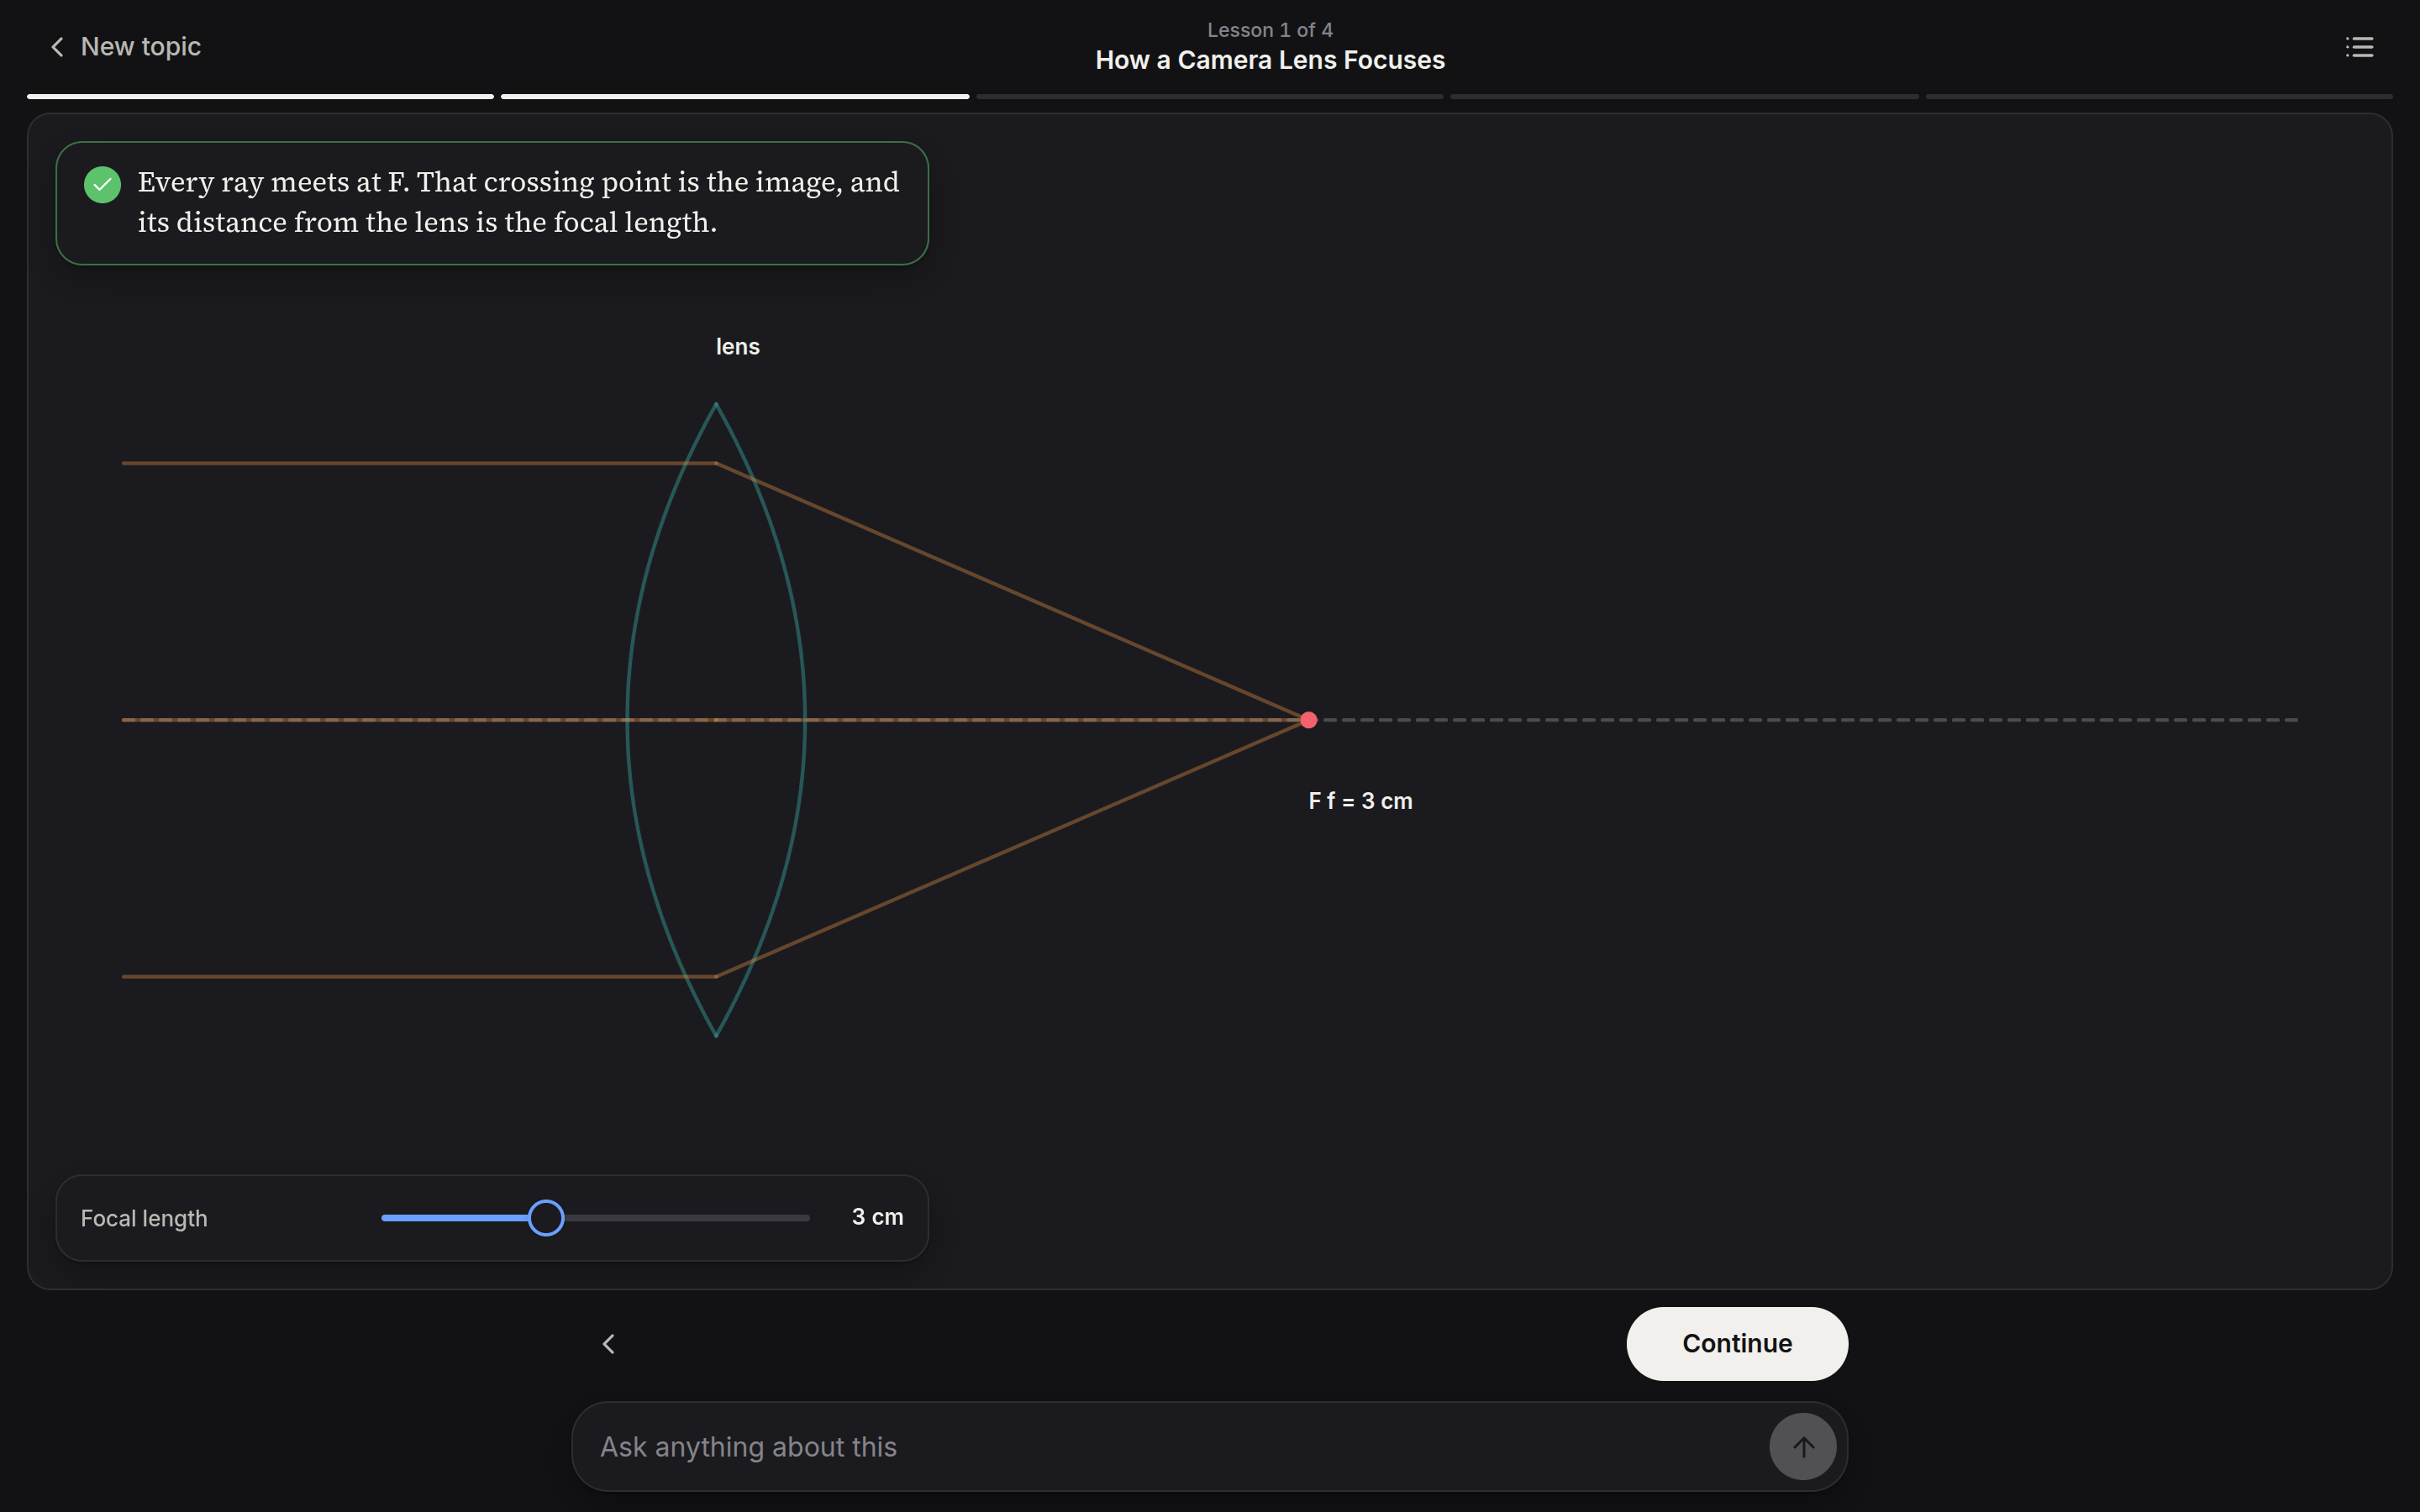 New topic
Lesson 1 of 4
How a Camera Lens Focuses
Every ray meets at F. That crossing point is the image, and
its distance from the lens is the focal length.
lens
F f = 3 cm
Focal length
3 cm
Continue
Ask anything about this